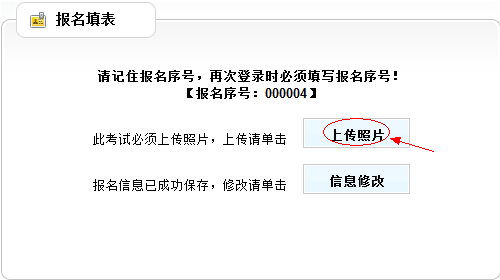 报名填表
请记住报名序号，再次登录时必须填写报名序号！
【报名序号：000004】
此考试必须上传照片，上传请单击 上传照片
报名信息已成功保存，修改请单击 信息修改